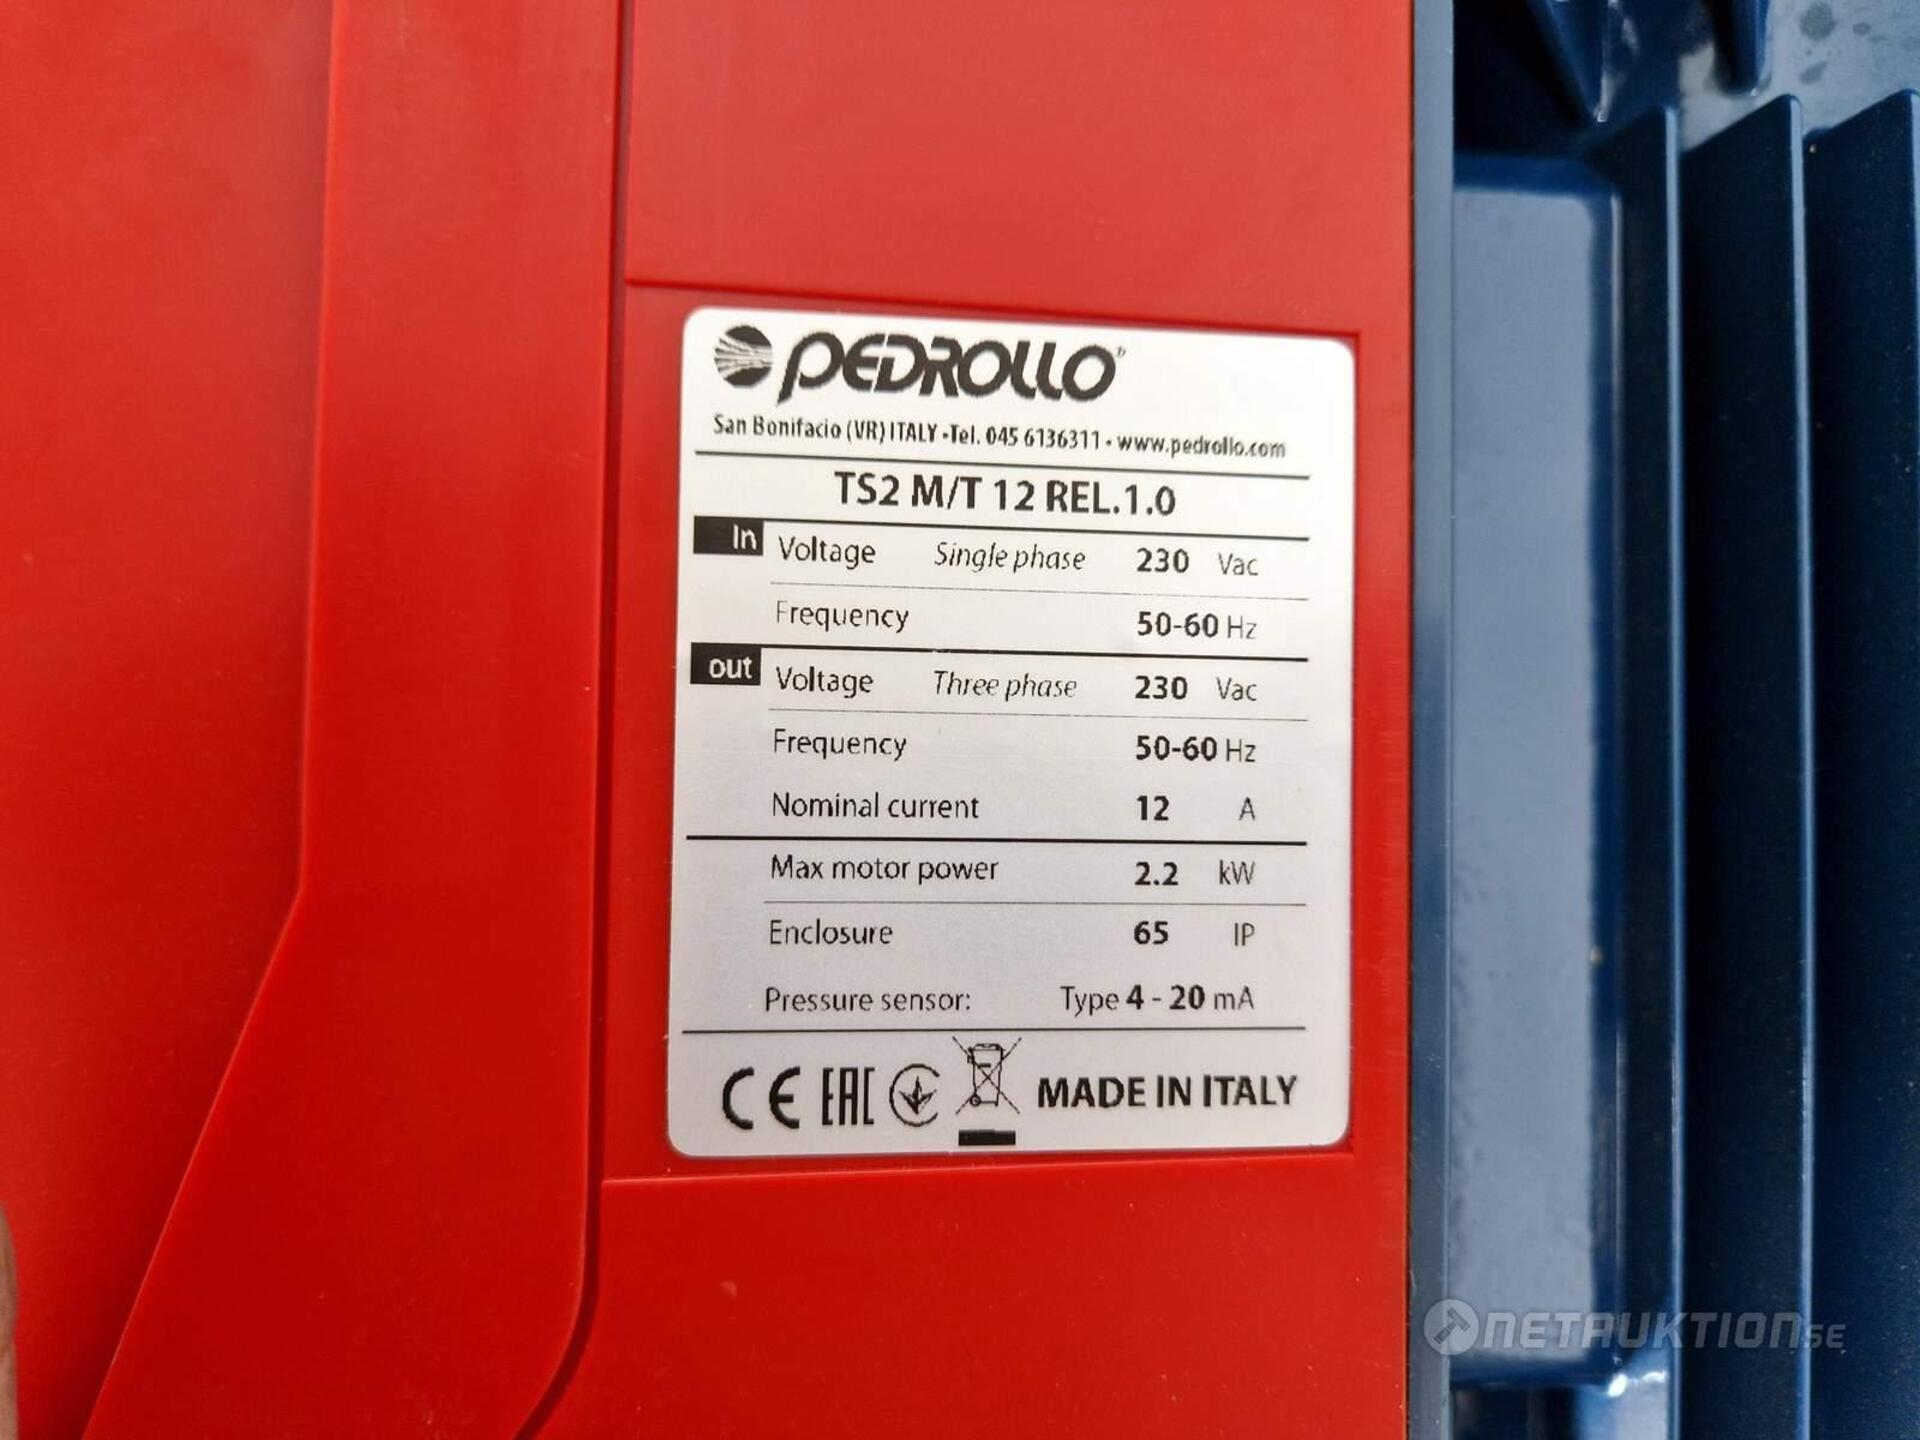 PEDROLLO
San Bonifacio (VR) ITALY -Tel. 045 6136311 - www.pedrollo.com
TS2 M/T 12 REL.1.0
In Voltage Single phase 230 Vac
Frequency 50-60 Hz
out Voltage Three phase 230 Vac
Frequency 50-60 Hz
Nominal current 12 A
Max motor power 2.2 kW
Enclosure 65 IP
Pressure sensor: Type 4 - 20 mA
CE EAC MADE IN ITALY
NETAUKTION.SE